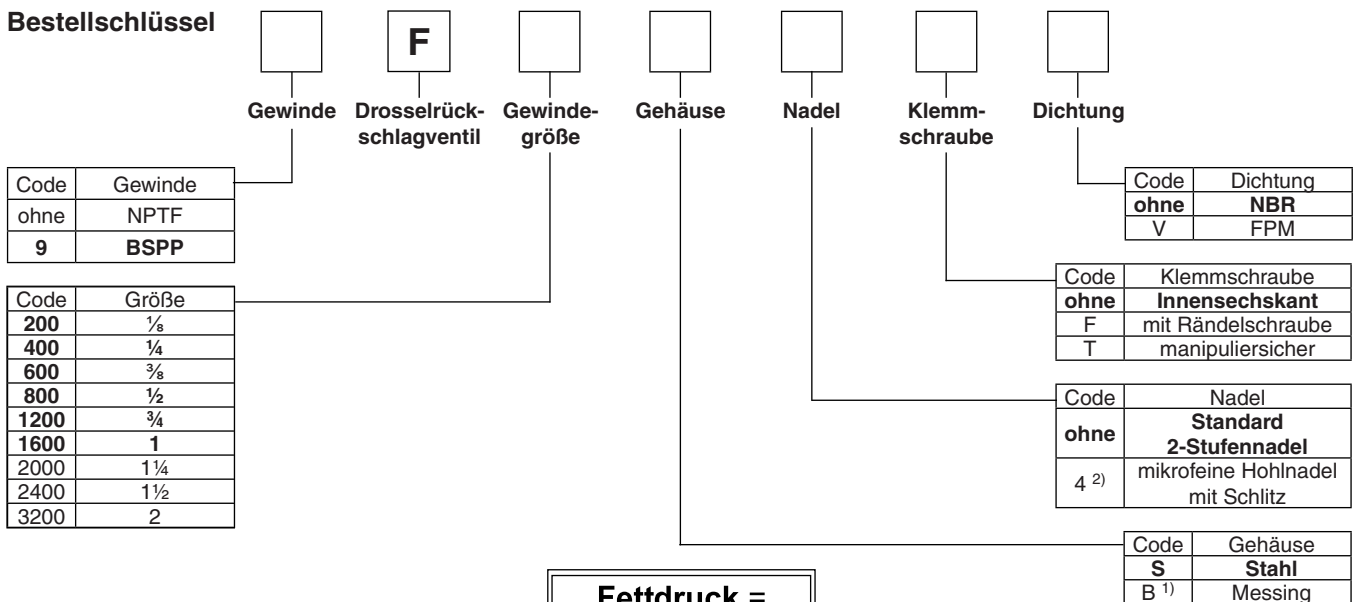 Bestellschlüssel
F
Gewinde Drosselrück- Gewinde- Gehäuse Nadel Klemm- Dichtung
schlagventil größe schraube
Code Gewinde
ohne NPTF
9 BSPP
Code Größe
200 ⅛
400 ¼
600 ⅜
800 ½
1200 ¾
1600 1
2000 1¼
2400 1½
3200 2
Code Dichtung
ohne NBR
V FPM
Code Klemmschraube
ohne Innensechskant
F mit Rändelschraube
T manipuliersicher
Code Nadel
ohne Standard
2-Stufennadel
4 2) mikrofeine Hohlnadel
mit Schlitz
Code Gehäuse
S Stahl
B 1) Messing
Fettdruck =